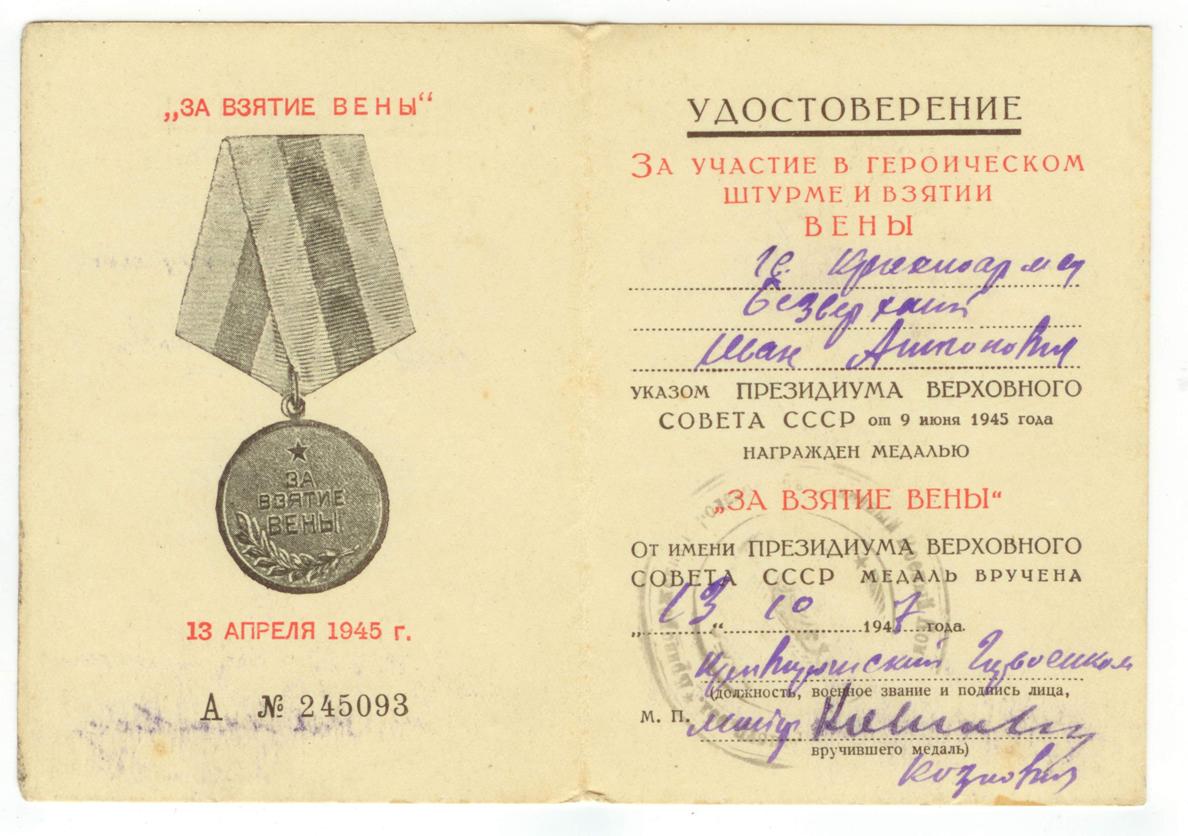 „ЗА ВЗЯТИЕ ВЕНЫ“
ЗА
ВЗЯТИЕ
ВЕНЫ
13 АПРЕЛЯ 1945 г.
А № 245093
УДОСТОВЕРЕНИЕ
ЗА УЧАСТИЕ В ГЕРОИЧЕСКОМ
ШТУРМЕ И ВЗЯТИИ
ВЕНЫ
Безверхий
Иван Антонович
УКАЗОМ ПРЕЗИДИУМА ВЕРХОВНОГО
СОВЕТА СССР от 9 июня 1945 года
НАГРАЖДЕН МЕДАЛЬЮ
„ЗА ВЗЯТИЕ ВЕНЫ“
ОТ ИМЕНИ ПРЕЗИДИУМА ВЕРХОВНОГО
СОВЕТА СССР МЕДАЛЬ ВРУЧЕНА
„13“ 10 1947 года.
(должность, военное звание и подпись лица,
М. П.
вручившего медаль)